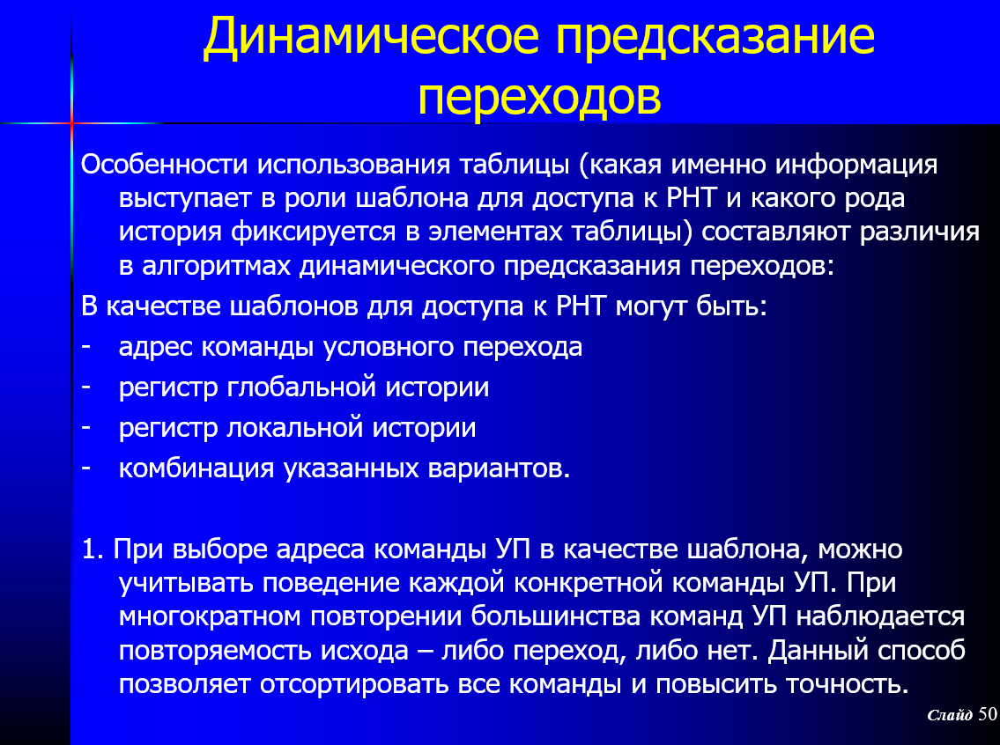 Динамическое предсказание
переходов
Особенности использования таблицы (какая именно информация
выступает в роли шаблона для доступа к PHT и какого рода
история фиксируется в элементах таблицы) составляют различия
в алгоритмах динамического предсказания переходов:
В качестве шаблонов для доступа к PHT могут быть:
- адрес команды условного перехода
- регистр глобальной истории
- регистр локальной истории
- комбинация указанных вариантов.
1. При выборе адреса команды УП в качестве шаблона, можно
учитывать поведение каждой конкретной команды УП. При
многократном повторении большинства команд УП наблюдается
повторяемость исхода – либо переход, либо нет. Данный способ
позволяет отсортировать все команды и повысить точность.
Слайд 50